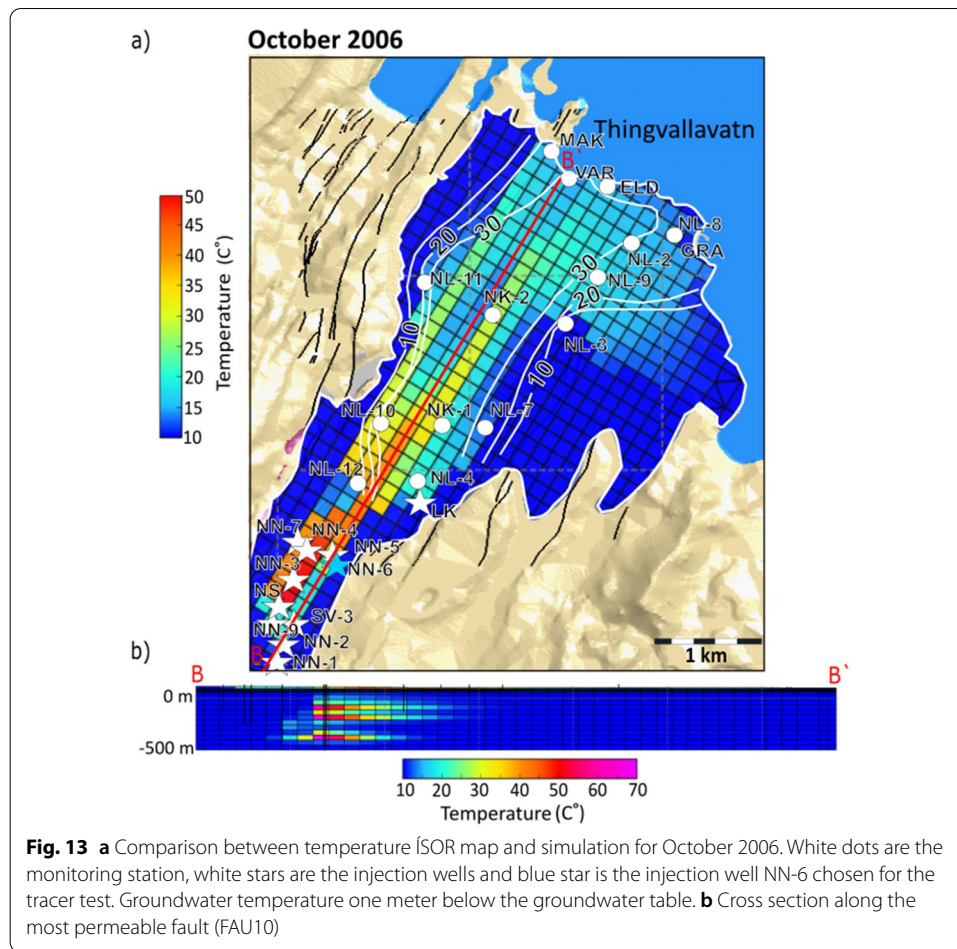 a)
October 2006
Thingvallavatn
MAK
B`
VAR
ELD
NL-8
GRA
NL-2
NL-9
NL-11
NK-2
NL-3
20
30
30
20
10
10
NL-10
NK-1
NL-7
NL-12
NL-4
LK
NN-7
NN-4
NN-5
NN-3
NN-6
NS
SV-3
NN-9
NN-2
NN-1
B
1 km
50
45
40
35
30
25
20
15
10
Temperature (C°)
b)
B
B`
0 m
-500 m
10 20 30 40 50 60 70
Temperature (C°)
Fig. 13 a Comparison between temperature ÍSOR map and simulation for October 2006. White dots are the
monitoring station, white stars are the injection wells and blue star is the injection well NN-6 chosen for the
tracer test. Groundwater temperature one meter below the groundwater table. b Cross section along the
most permeable fault (FAU10)